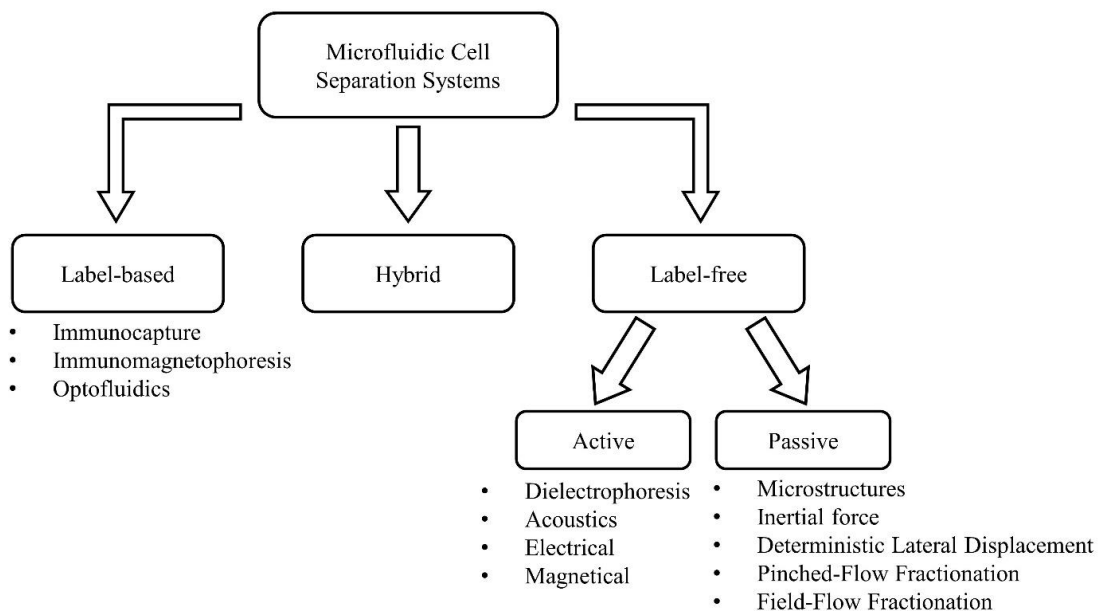 Microfluidic Cell
Separation Systems
Label-based
Hybrid
Label-free
• Immunocapture
• Immunomagnetophoresis
• Optofluidics
Active
Passive
• Dielectrophoresis
• Acoustics
• Electrical
• Magnetical
• Microstructures
• Inertial force
• Deterministic Lateral Displacement
• Pinched-Flow Fractionation
• Field-Flow Fractionation